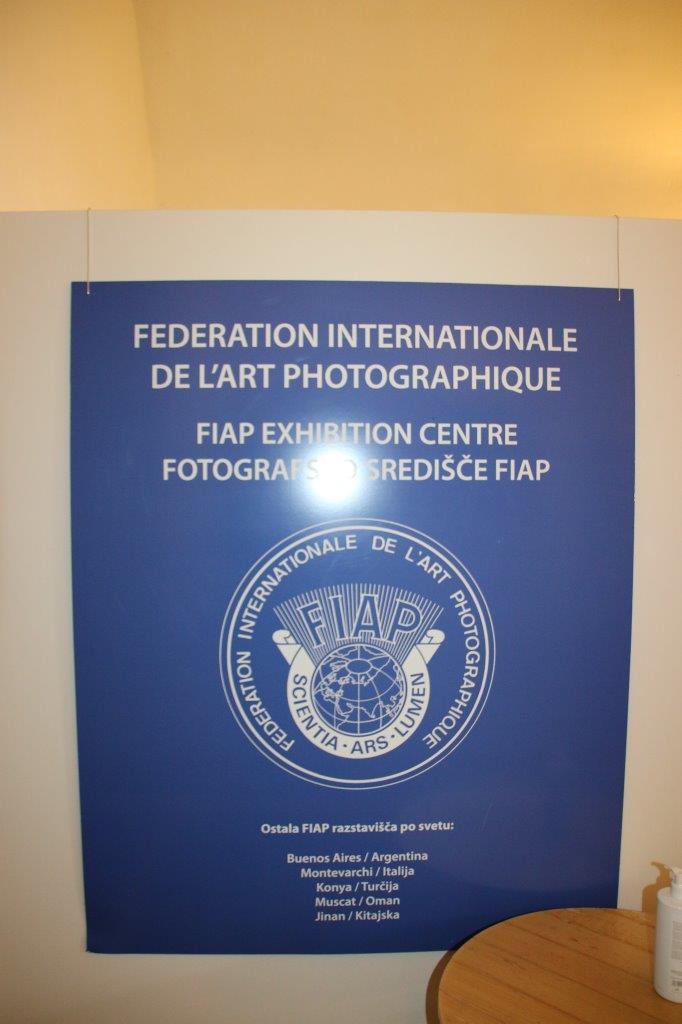 FEDERATION INTERNATIONALE
DE L'ART PHOTOGRAPHIQUE
FIAP EXHIBITION CENTRE
SREDIŠČE FIAP
FEDERATION INTERNATIONALE DE L'ART PHOTOGRAPHIQUE
FIAP
SCIENTIA · ARS · LUMEN
Ostala FIAP razstavišča po svetu:
Buenos Aires / Argentina
Montevarchi / Italija
Konya / Turčija
Muscat / Oman
Jinan / Kitajska